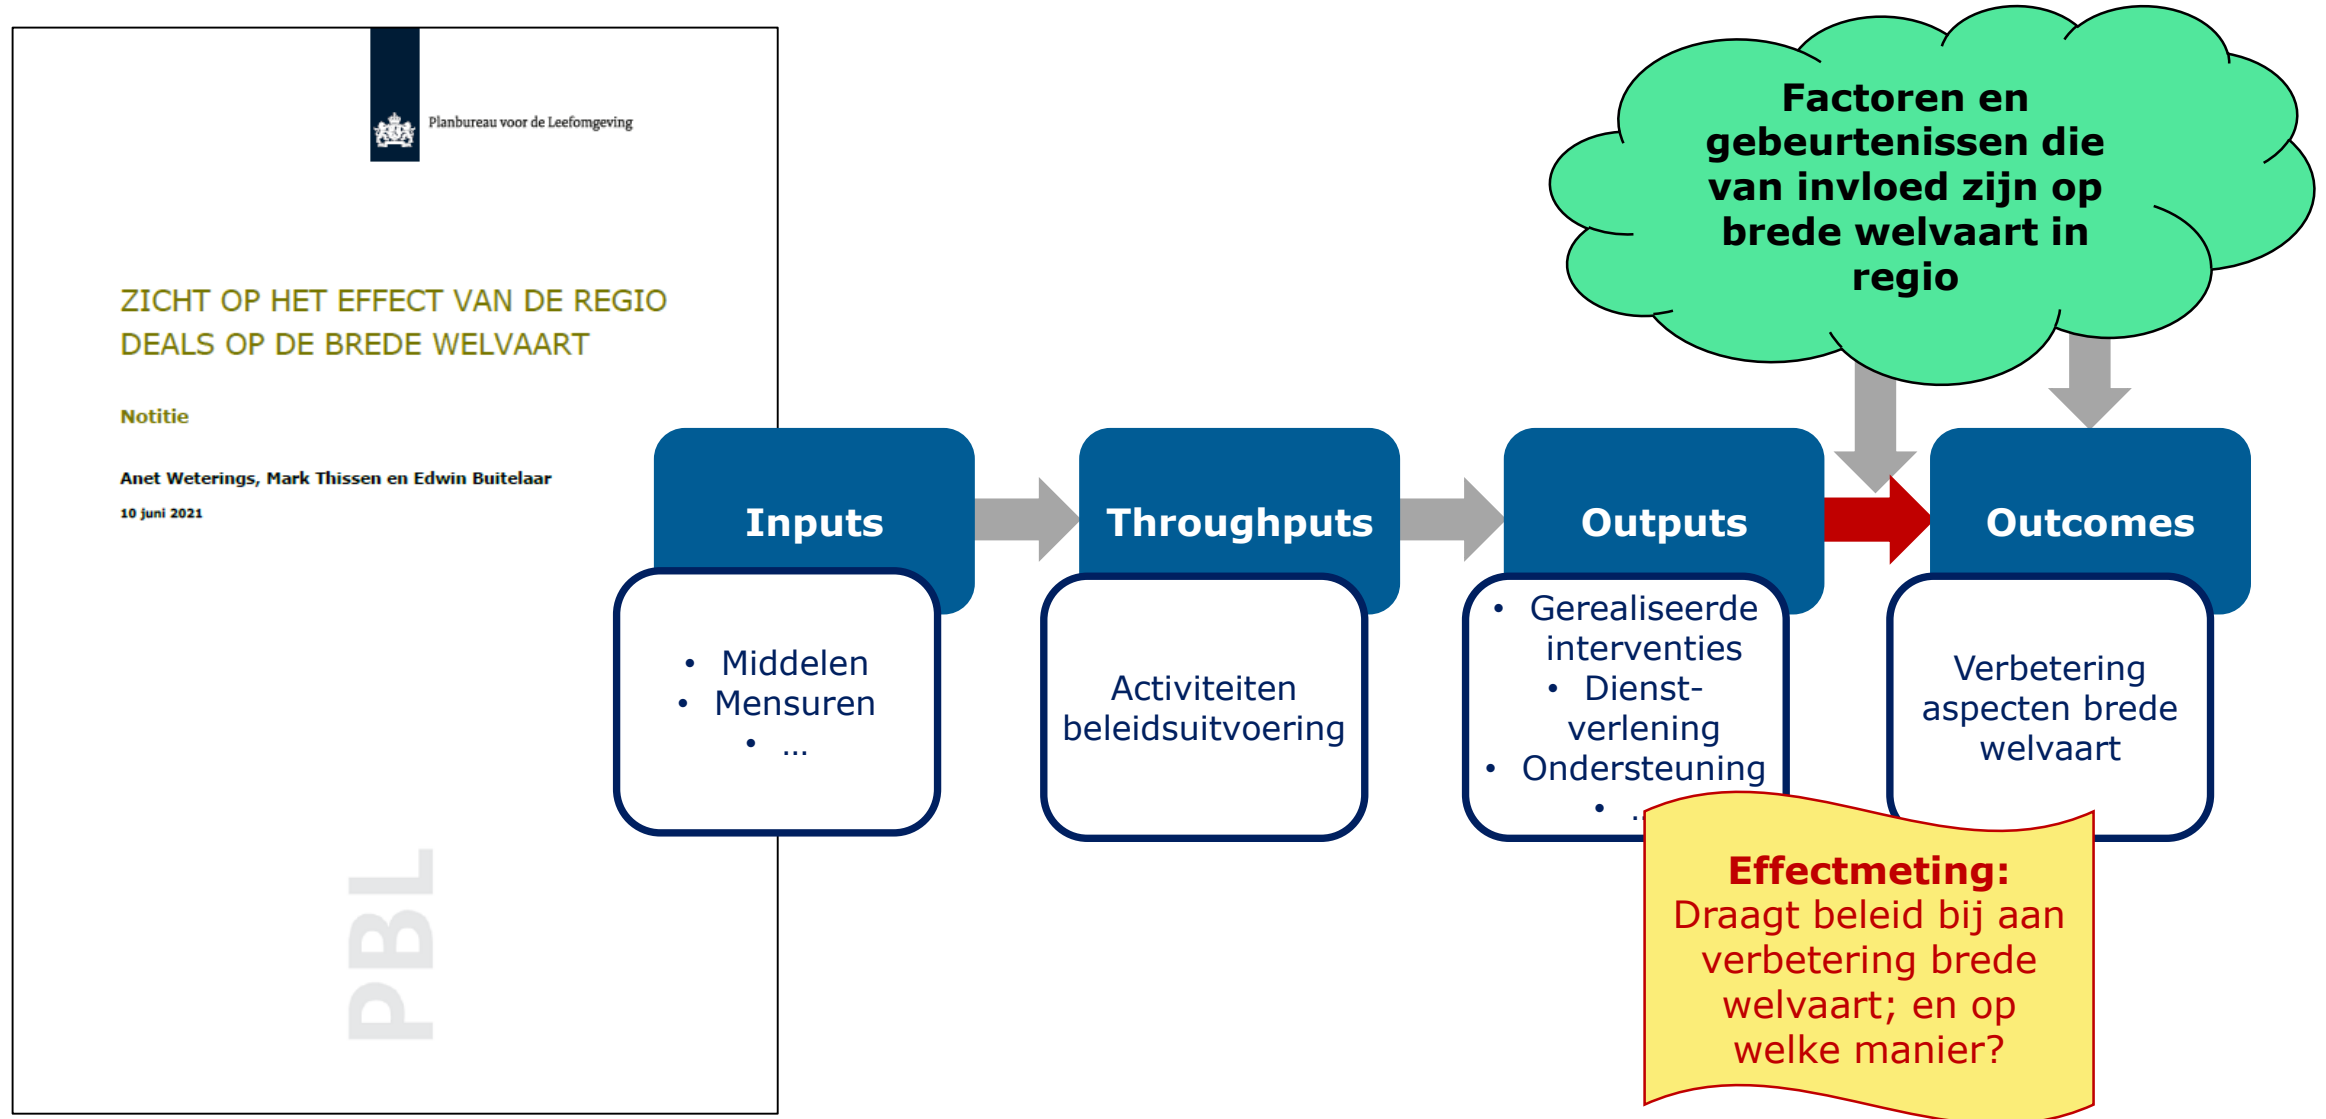 Planbureau voor de Leefomgeving
ZICHT OP HET EFFECT VAN DE REGIO
DEALS OP DE BREDE WELVAART
Notitie
Anet Weterings, Mark Thissen en Edwin Buitelaar
10 juni 2021
PBL
Factoren en
gebeurtenissen die
van invloed zijn op
brede welvaart in
regio
Inputs
• Middelen
• Mensuren
• ...
Throughputs
Activiteiten
beleidsuitvoering
Outputs
• Gerealiseerde
interventies
• Dienst-
verlening
• Ondersteuning
• ...
Outcomes
Verbetering
aspecten brede
welvaart
Effectmeting:
Draagt beleid bij aan
verbetering brede
welvaart; en op
welke manier?